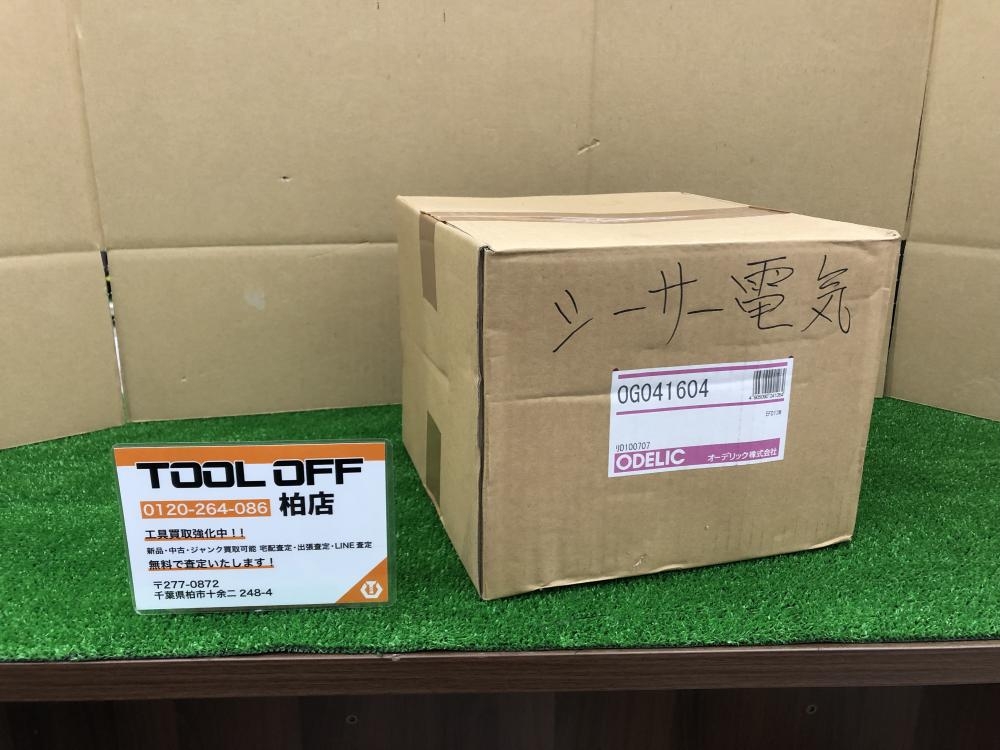 シーサー電気
OG041604
EFD13W
9D100707
ODELIC オーデリック株式会社
TOOL OFF
0120-264-086 柏店
工具買取強化中!!
新品・中古・ジャンク買取可能 宅配査定・出張査定・LINE査定
無料で査定いたします!
〒277-0872
千葉県柏市十余二 248-4